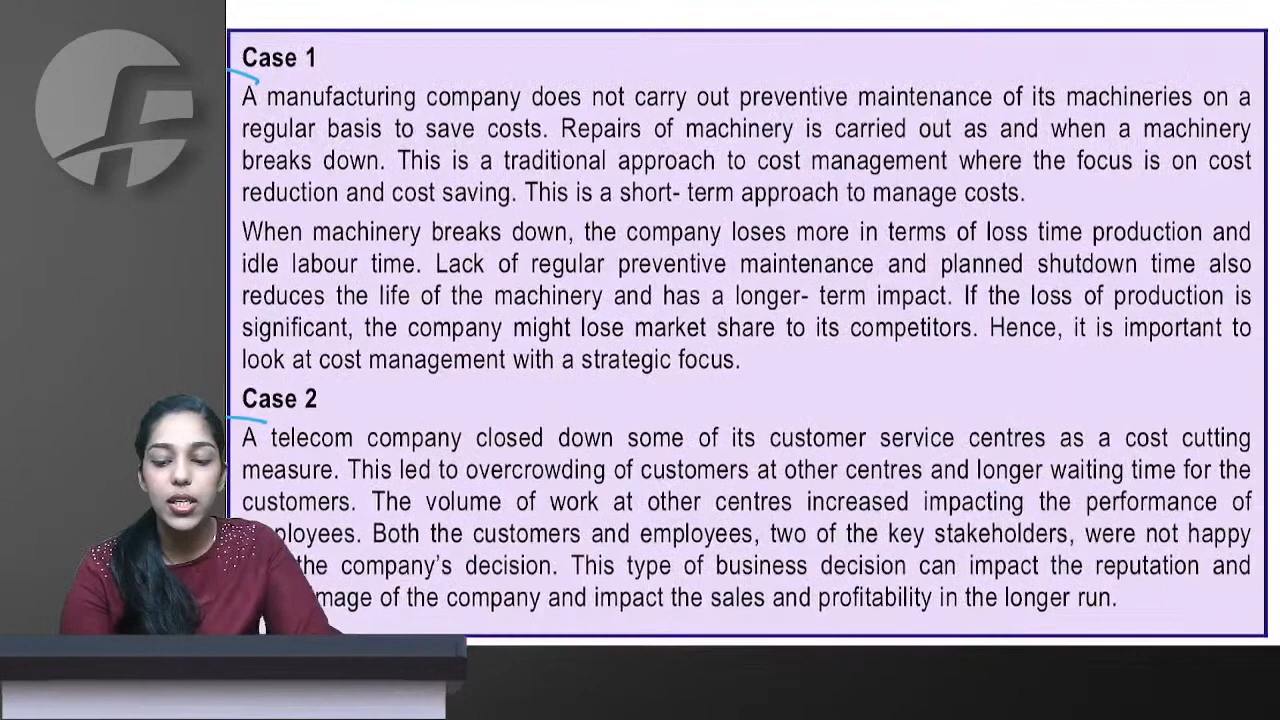 Case 1
A manufacturing company does not carry out preventive maintenance of its machineries on a
regular basis to save costs. Repairs of machinery is carried out as and when a machinery
breaks down. This is a traditional approach to cost management where the focus is on cost
reduction and cost saving. This is a short- term approach to manage costs.
When machinery breaks down, the company loses more in terms of loss time production and
idle labour time. Lack of regular preventive maintenance and planned shutdown time also
reduces the life of the machinery and has a longer- term impact. If the loss of production is
significant, the company might lose market share to its competitors. Hence, it is important to
look at cost management with a strategic focus.
Case 2
A telecom company closed down some of its customer service centres as a cost cutting
measure. This led to overcrowding of customers at other centres and longer waiting time for the
customers. The volume of work at other centres increased impacting the performance of
ployees. Both the customers and employees, two of the key stakeholders, were not happy
the company's decision. This type of business decision can impact the reputation and
mage of the company and impact the sales and profitability in the longer run.